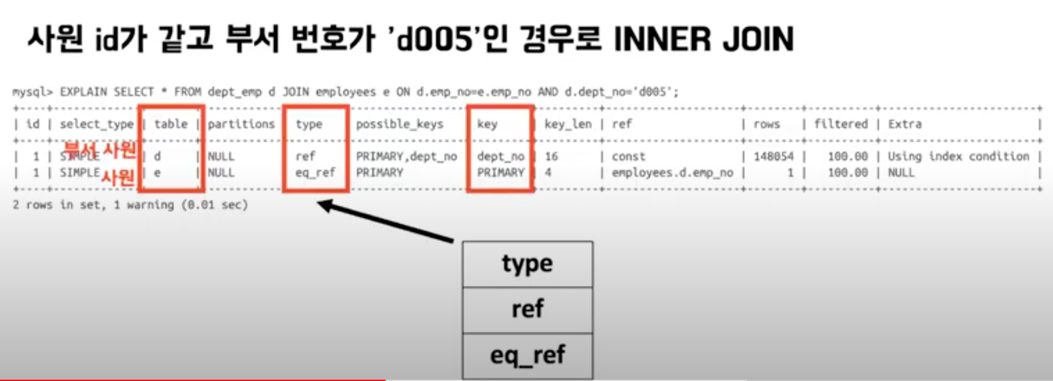 사원 id가 같고 부서 번호가 'd005'인 경우로 INNER JOIN
mysql> EXPLAIN SELECT * FROM dept_emp d JOIN employees e ON d.emp_no=e.emp_no AND d.dept_no='d005';
| id | select_type | table | partitions | type | possible_keys | key | key_len | ref | rows | filtered | Extra |
부서 사원
| 1 | SIMPLE | d | NULL | ref | PRIMARY,dept_no | dept_no | 16 | const | 148054 | 100.00 | Using index condition |
| 1 | SIMPLE | e | NULL | eq_ref | PRIMARY | PRIMARY | 4 | employees.d.emp_no | 1 | 100.00 | NULL |
사원
2 rows in set, 1 warning (0.01 sec)
type
ref
eq_ref